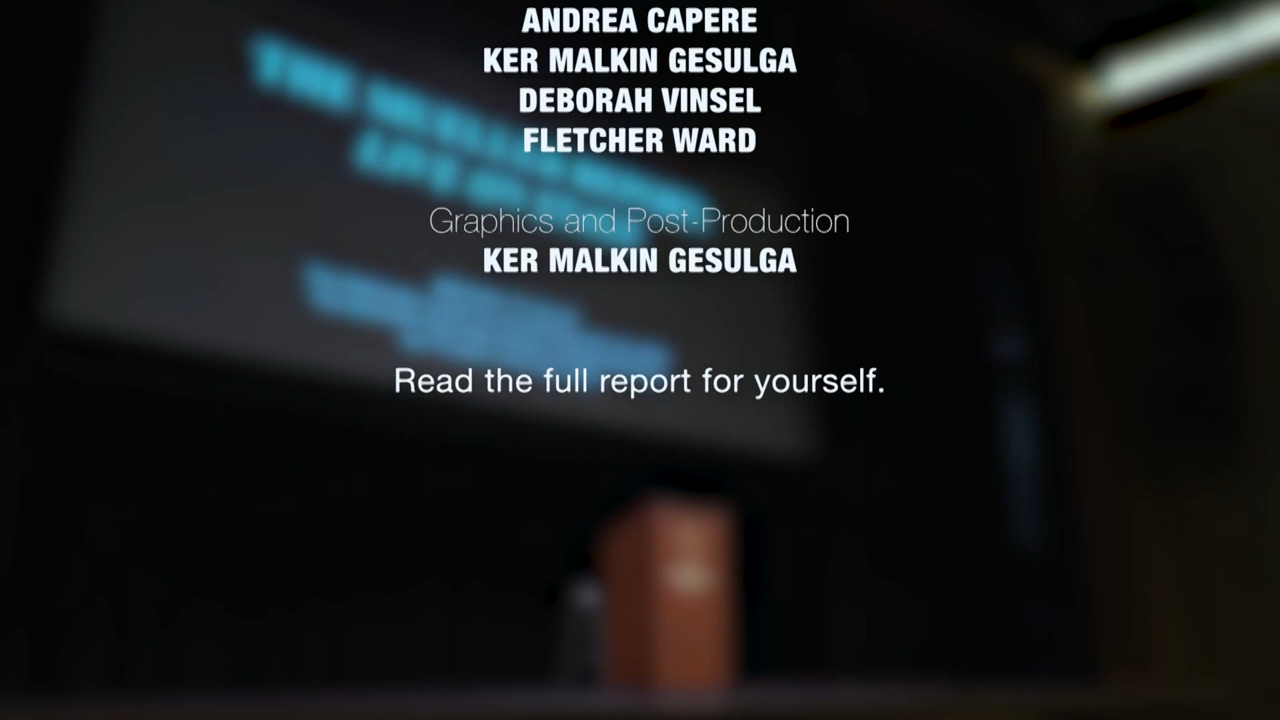 ANDREA CAPERE
KER MALKIN GESULGA
DEBORAH VINSEL
FLETCHER WARD
Graphics and Post-Production
KER MALKIN GESULGA
Read the full report for yourself.